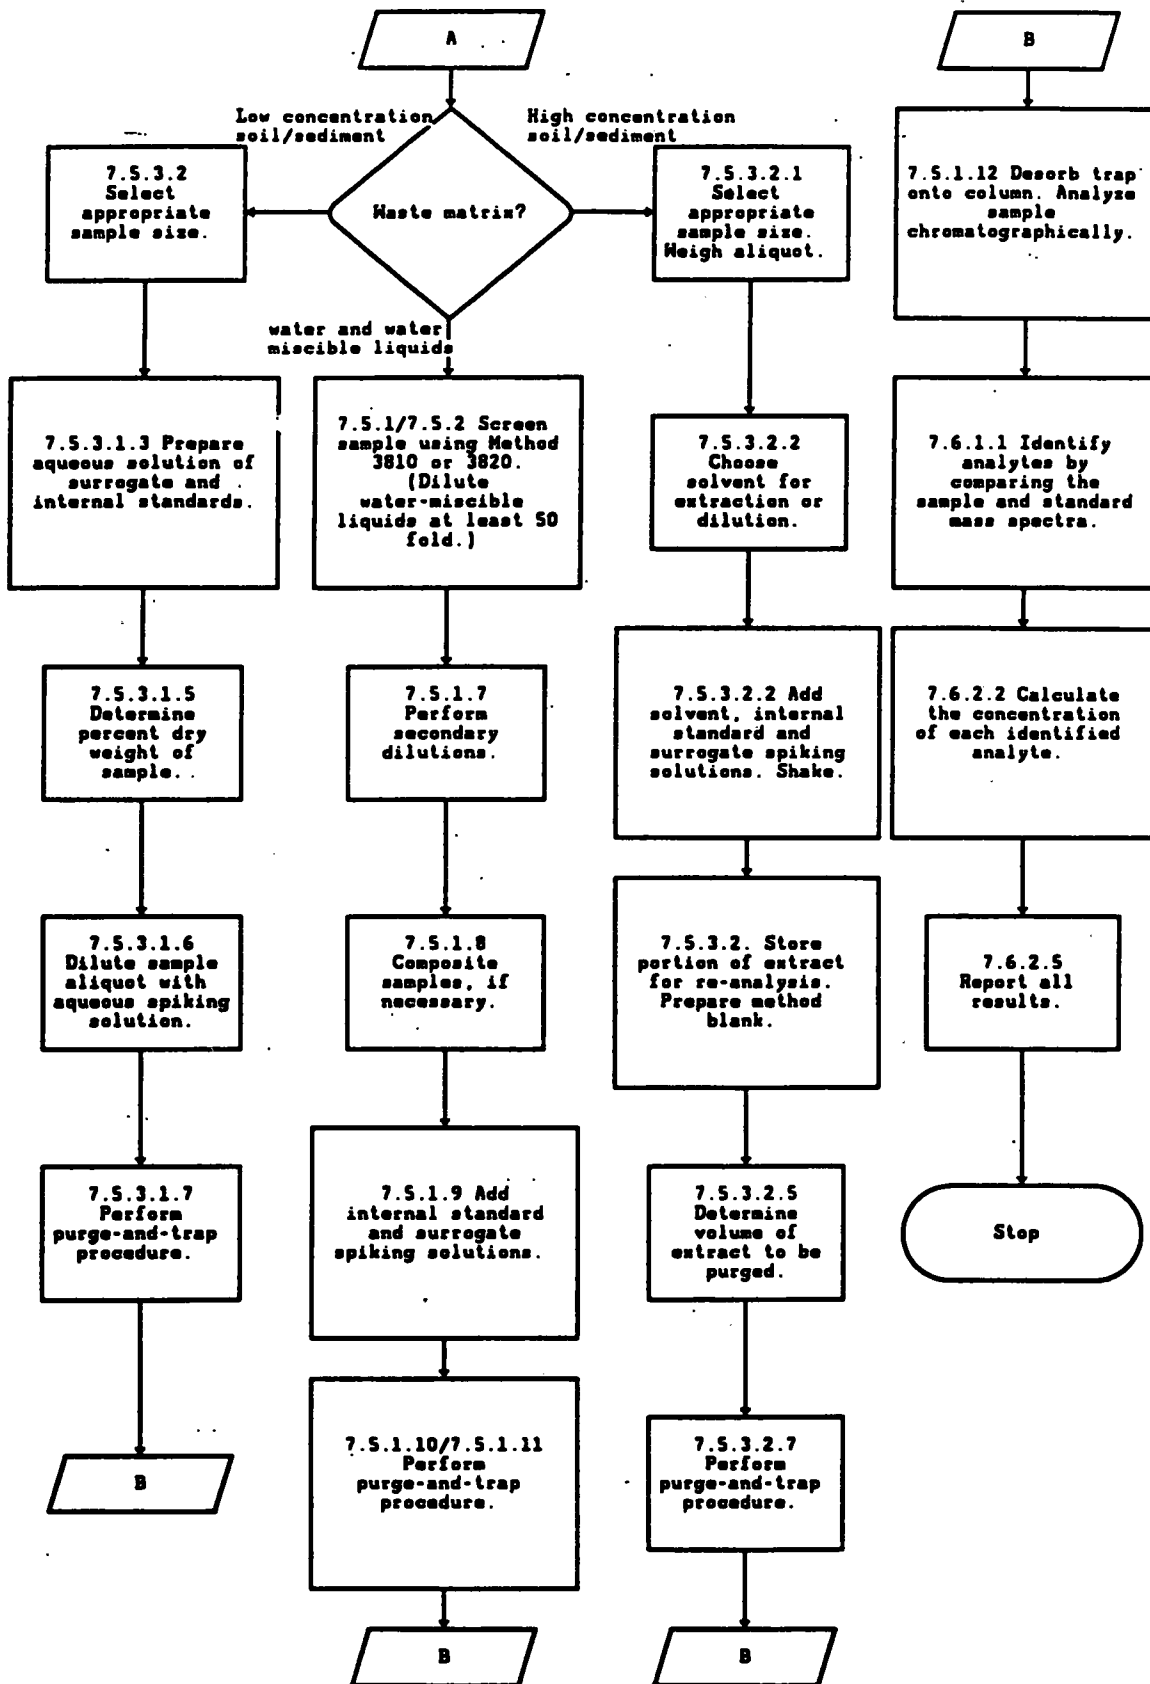 A
Low concentration
soil/sediment
High concentration
soil/sediment
Waste matrix?
water and water
miscible liquids
7.5.3.2
Select
appropriate
sample size.
7.5.3.1.3 Prepare
aqueous solution of
surrogate and
internal standards.
7.5.3.1.5
Determine
percent dry
weight of
sample.
7.5.3.1.6
Dilute sample
aliquot with
aqueous spiking
solution.
7.5.3.1.7
Perform
purge-and-trap
procedure.
B
7.5.1/7.5.2 Screen
sample using Method
3810 or 3820.
(Dilute
water-miscible
liquids at least 50
fold.)
7.5.1.7
Perform
secondary
dilutions.
7.5.1.8
Composite
samples, if
necessary.
7.5.1.9 Add
internal standard
and surrogate
spiking solutions.
7.5.1.10/7.5.1.11
Perform
purge-and-trap
procedure.
B
7.5.3.2.1
Select
appropriate
sample size.
Weigh aliquot.
7.5.3.2.2
Choose
solvent for
extraction or
dilution.
7.5.3.2.2 Add
solvent, internal
standard and
surrogate spiking
solutions. Shake.
7.5.3.2. Store
portion of extract
for re-analysis.
Prepare method
blank.
7.5.3.2.5
Determine
volume of
extract to be
purged.
7.5.3.2.7
Perform
purge-and-trap
procedure.
B
B
7.5.1.12 Desorb trap
onto column. Analyze
sample
chromatographically.
7.6.1.1 Identify
analytes by
comparing the
sample and standard
mass spectra.
7.6.2.2 Calculate
the concentration
of each identified
analyte.
7.6.2.5
Report all
results.
Stop